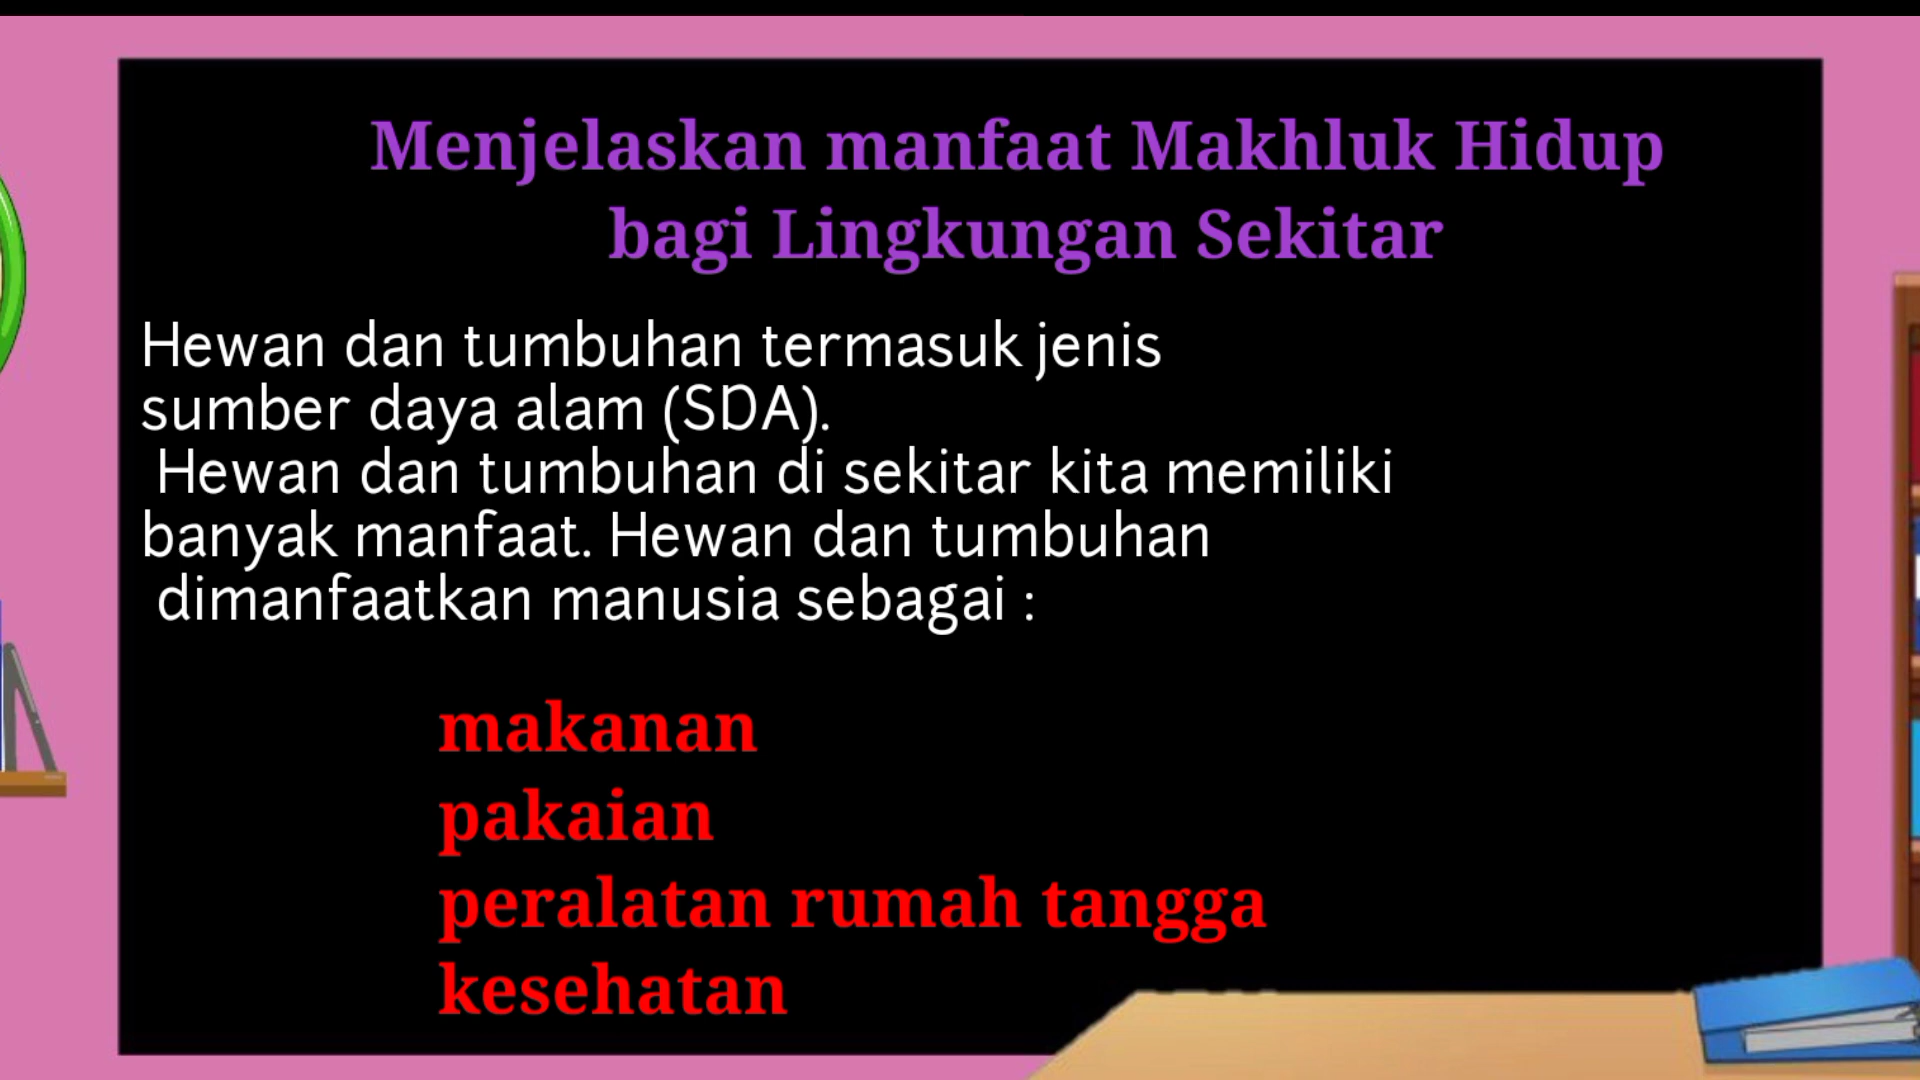 Menjelaskan manfaat Makhluk Hidup
bagi Lingkungan Sekitar
Hewan dan tumbuhan termasuk jenis
sumber daya alam (SDA).
Hewan dan tumbuhan di sekitar kita memiliki
banyak manfaat. Hewan dan tumbuhan
dimanfaatkan manusia sebagai :
makanan
pakaian
peralatan rumah tangga
kesehatan